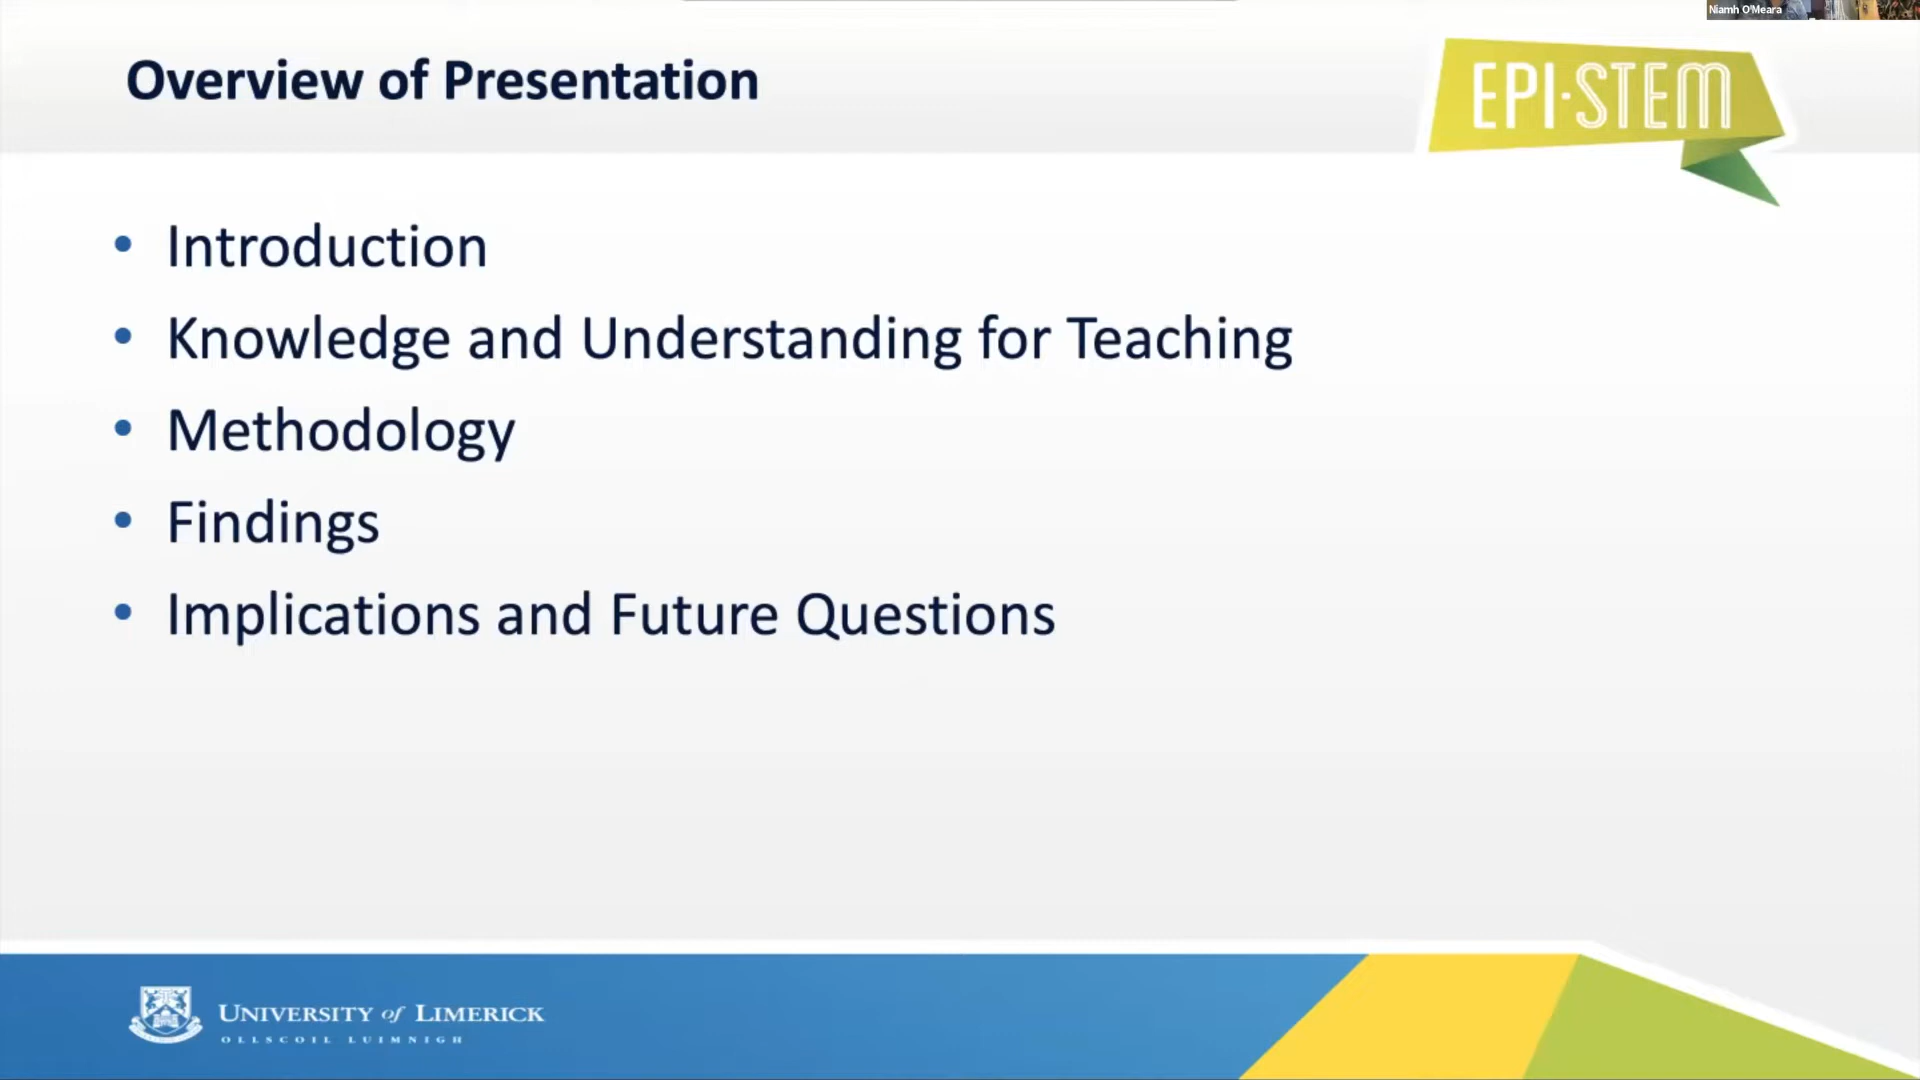 Niamh O'Meara
Overview of Presentation
EPI·STEM
• Introduction
• Knowledge and Understanding for Teaching
• Methodology
• Findings
• Implications and Future Questions
UNIVERSITY of LIMERICK
OLLSCOIL LUIMNIGH